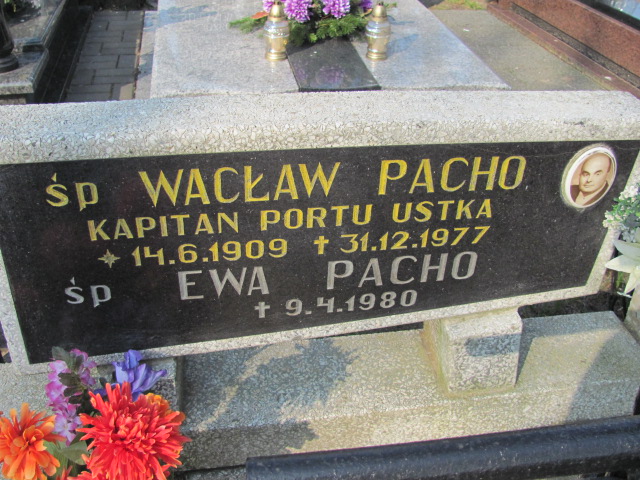 śp WACŁAW PACHO
KAPITAN PORTU USTKA
* 14.6.1909 † 31.12.1977
śp EWA PACHO
† 9.4.1980